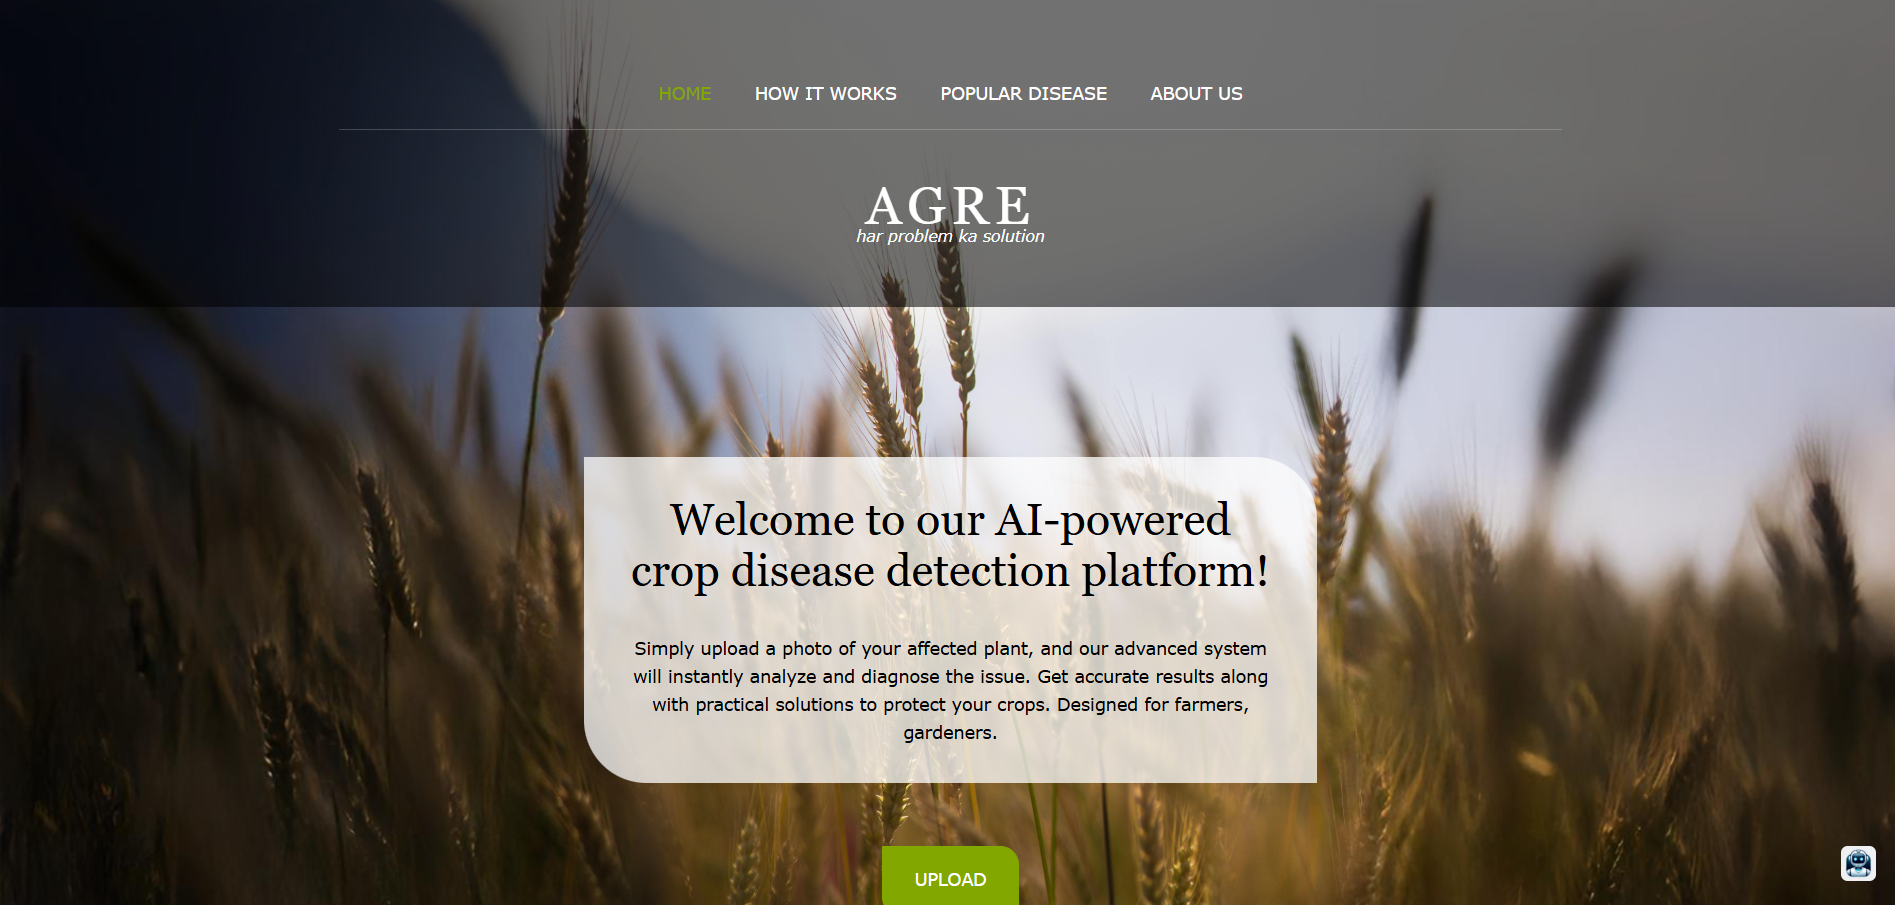 HOME HOW IT WORKS POPULAR DISEASE ABOUT US
AGRE
har problem ka solution
Welcome to our AI-powered
crop disease detection platform!
Simply upload a photo of your affected plant, and our advanced system
will instantly analyze and diagnose the issue. Get accurate results along
with practical solutions to protect your crops. Designed for farmers,
gardeners.
UPLOAD